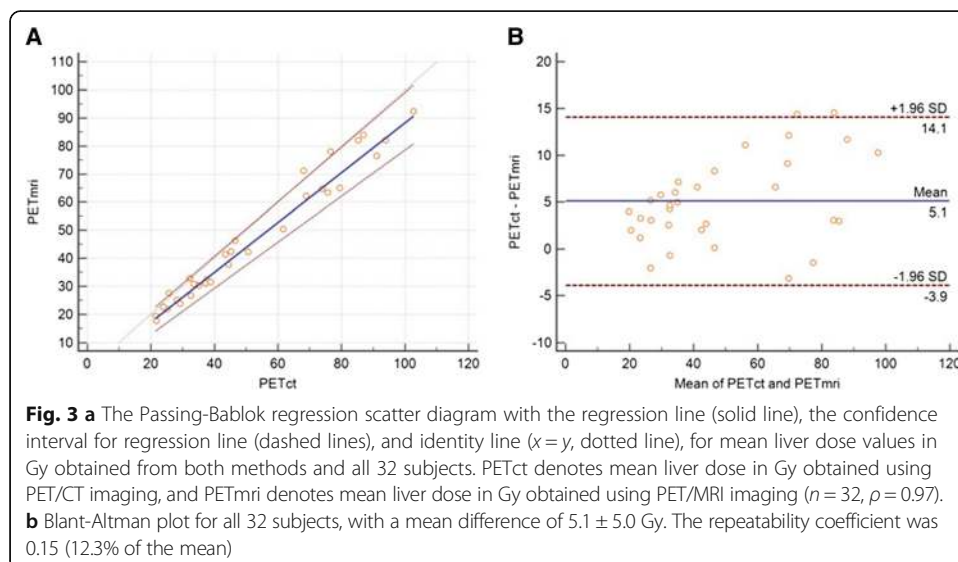 A
B
110
100
90
80
70
60
50
40
30
20
10
PETmri
0 20 40 60 80 100 120
PETct
20
15
10
5
0
-5
-10
PETct - PETmri
+1.96 SD
14.1
Mean
5.1
-1.96 SD
-3.9
0 20 40 60 80 100 120
Mean of PETct and PETmri
Fig. 3 a The Passing-Bablok regression scatter diagram with the regression line (solid line), the confidence
interval for regression line (dashed lines), and identity line (x = y, dotted line), for mean liver dose values in
Gy obtained from both methods and all 32 subjects. PETct denotes mean liver dose in Gy obtained using
PET/CT imaging, and PETmri denotes mean liver dose in Gy obtained using PET/MRI imaging (n = 32, ρ = 0.97).
b Blant-Altman plot for all 32 subjects, with a mean difference of 5.1 ± 5.0 Gy. The repeatability coefficient was
0.15 (12.3% of the mean)